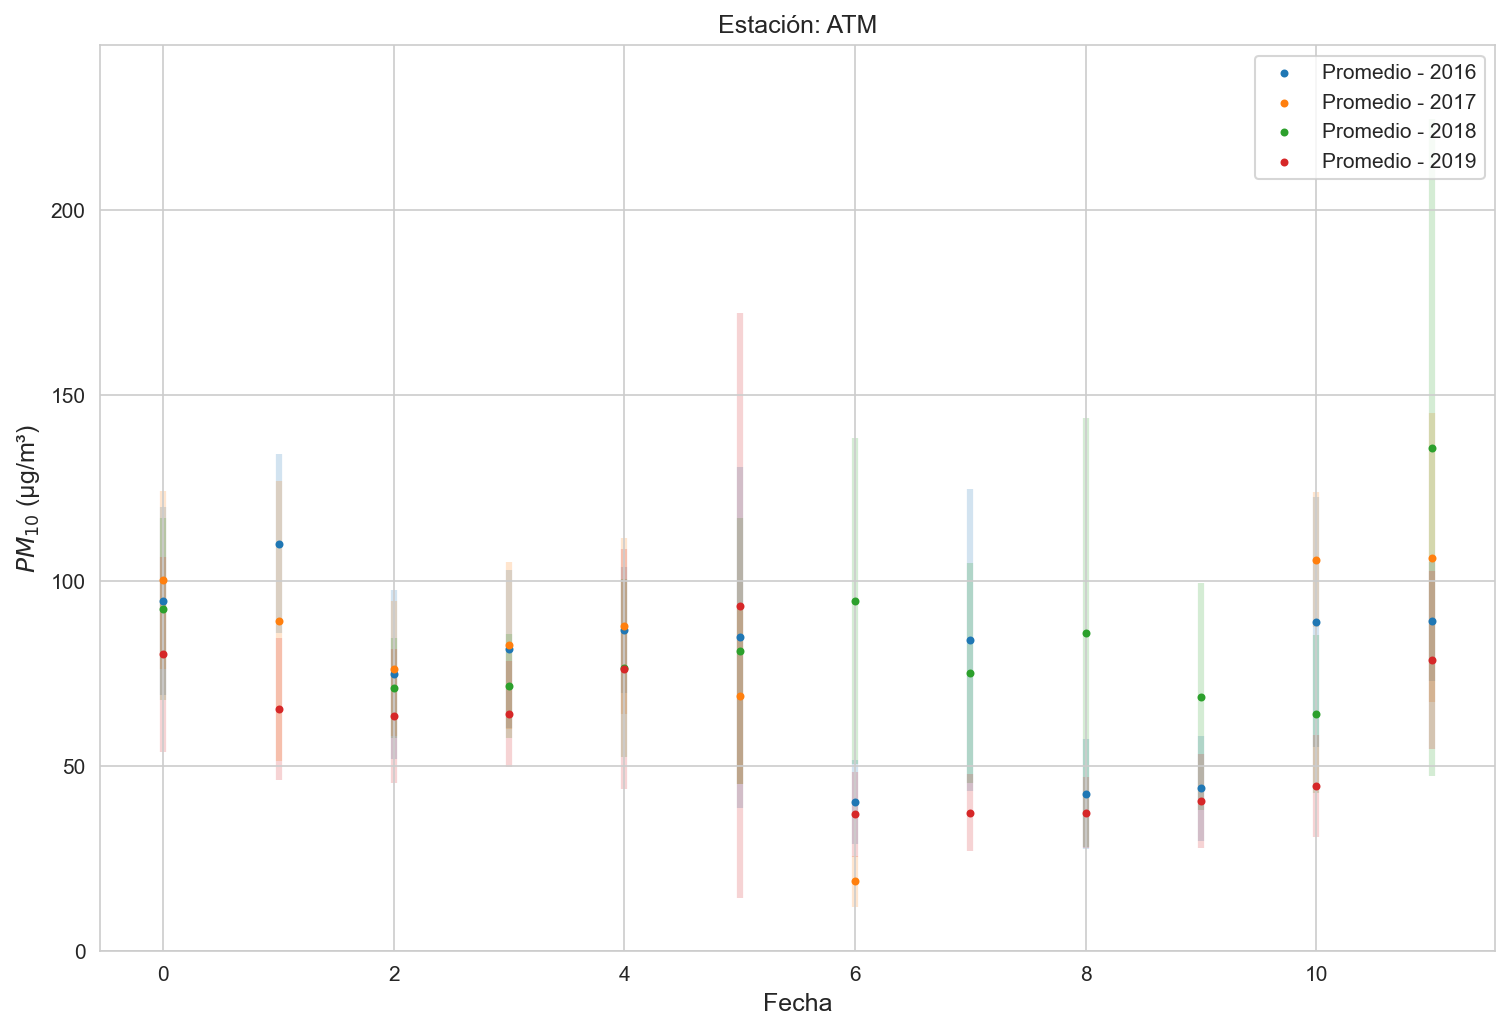 Estación: ATM
Promedio - 2016
Promedio - 2017
Promedio - 2018
Promedio - 2019
PM₁₀ (µg/m³)
200
150
100
50
0
0 2 4 6 8 10
Fecha